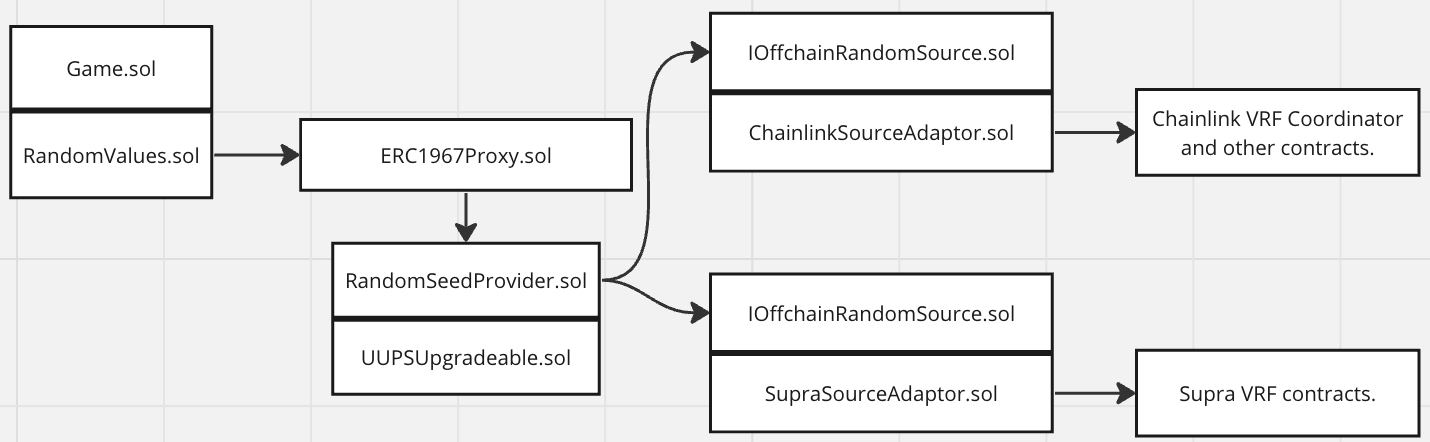 Game.sol
RandomValues.sol
ERC1967Proxy.sol
RandomSeedProvider.sol
UUPSUpgradeable.sol
IOffchainRandomSource.sol
ChainlinkSourceAdaptor.sol
Chainlink VRF Coordinator
and other contracts.
IOffchainRandomSource.sol
SupraSourceAdaptor.sol
Supra VRF contracts.